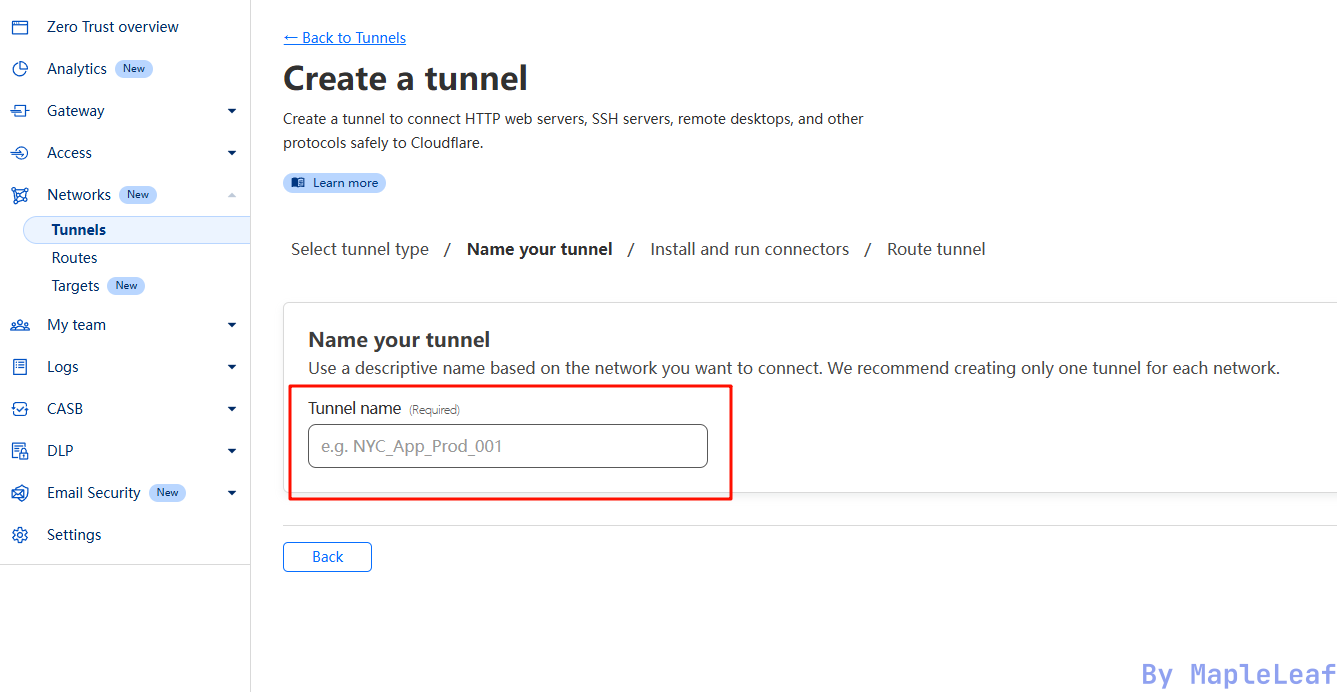 Zero Trust overview
Analytics New
Gateway
Access
Networks New
Tunnels
Routes
Targets New
My team
Logs
CASB
DLP
Email Security New
Settings
← Back to Tunnels
Create a tunnel
Create a tunnel to connect HTTP web servers, SSH servers, remote desktops, and other
protocols safely to Cloudflare.
Learn more
Select tunnel type / Name your tunnel / Install and run connectors / Route tunnel
Name your tunnel
Use a descriptive name based on the network you want to connect. We recommend creating only one tunnel for each network.
Tunnel name (Required)
e.g. NYC_App_Prod_001
Back
By MapleLeaf